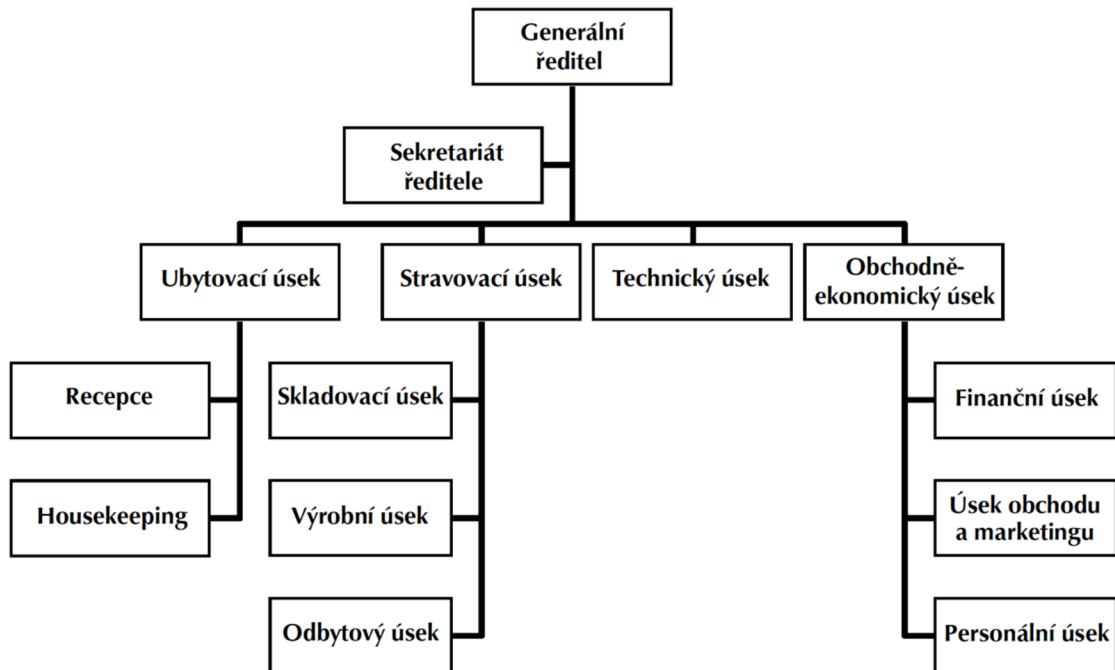 Generální
ředitel
Sekretariát
ředitele
Ubytovací úsek
Stravovací úsek
Technický úsek
Obchodně-
ekonomický úsek
Recepce
Skladovací úsek
Finanční úsek
Housekeeping
Výrobní úsek
Úsek obchodu
a marketingu
Odbytový úsek
Personální úsek